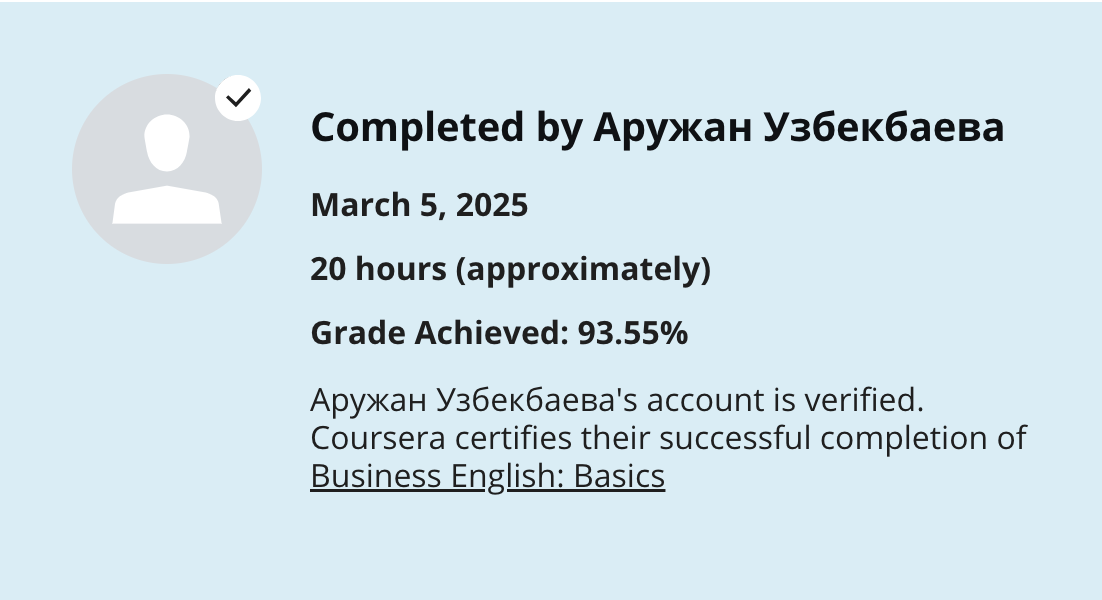 Completed by Аружан Узбекбаева
March 5, 2025
20 hours (approximately)
Grade Achieved: 93.55%
Аружан Узбекбаева's account is verified.
Coursera certifies their successful completion of
Business English: Basics